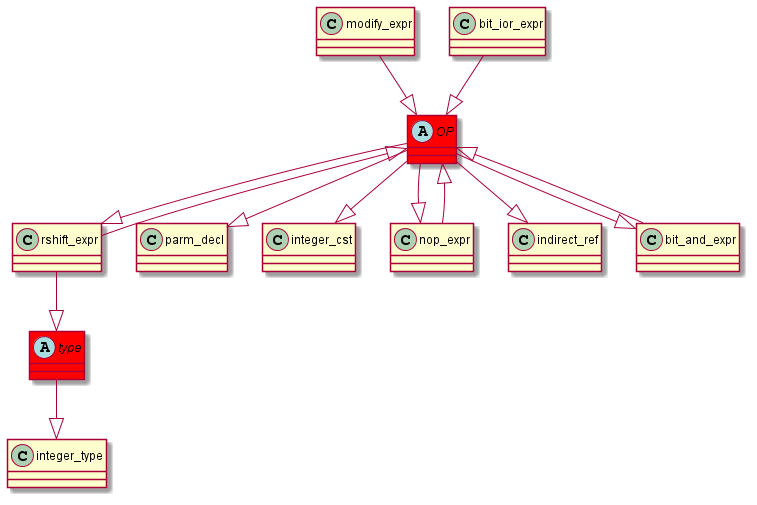 C modify_expr
C bit_ior_expr
A OP
C rshift_expr
C parm_decl
C integer_cst
C nop_expr
C indirect_ref
C bit_and_expr
A type
C integer_type